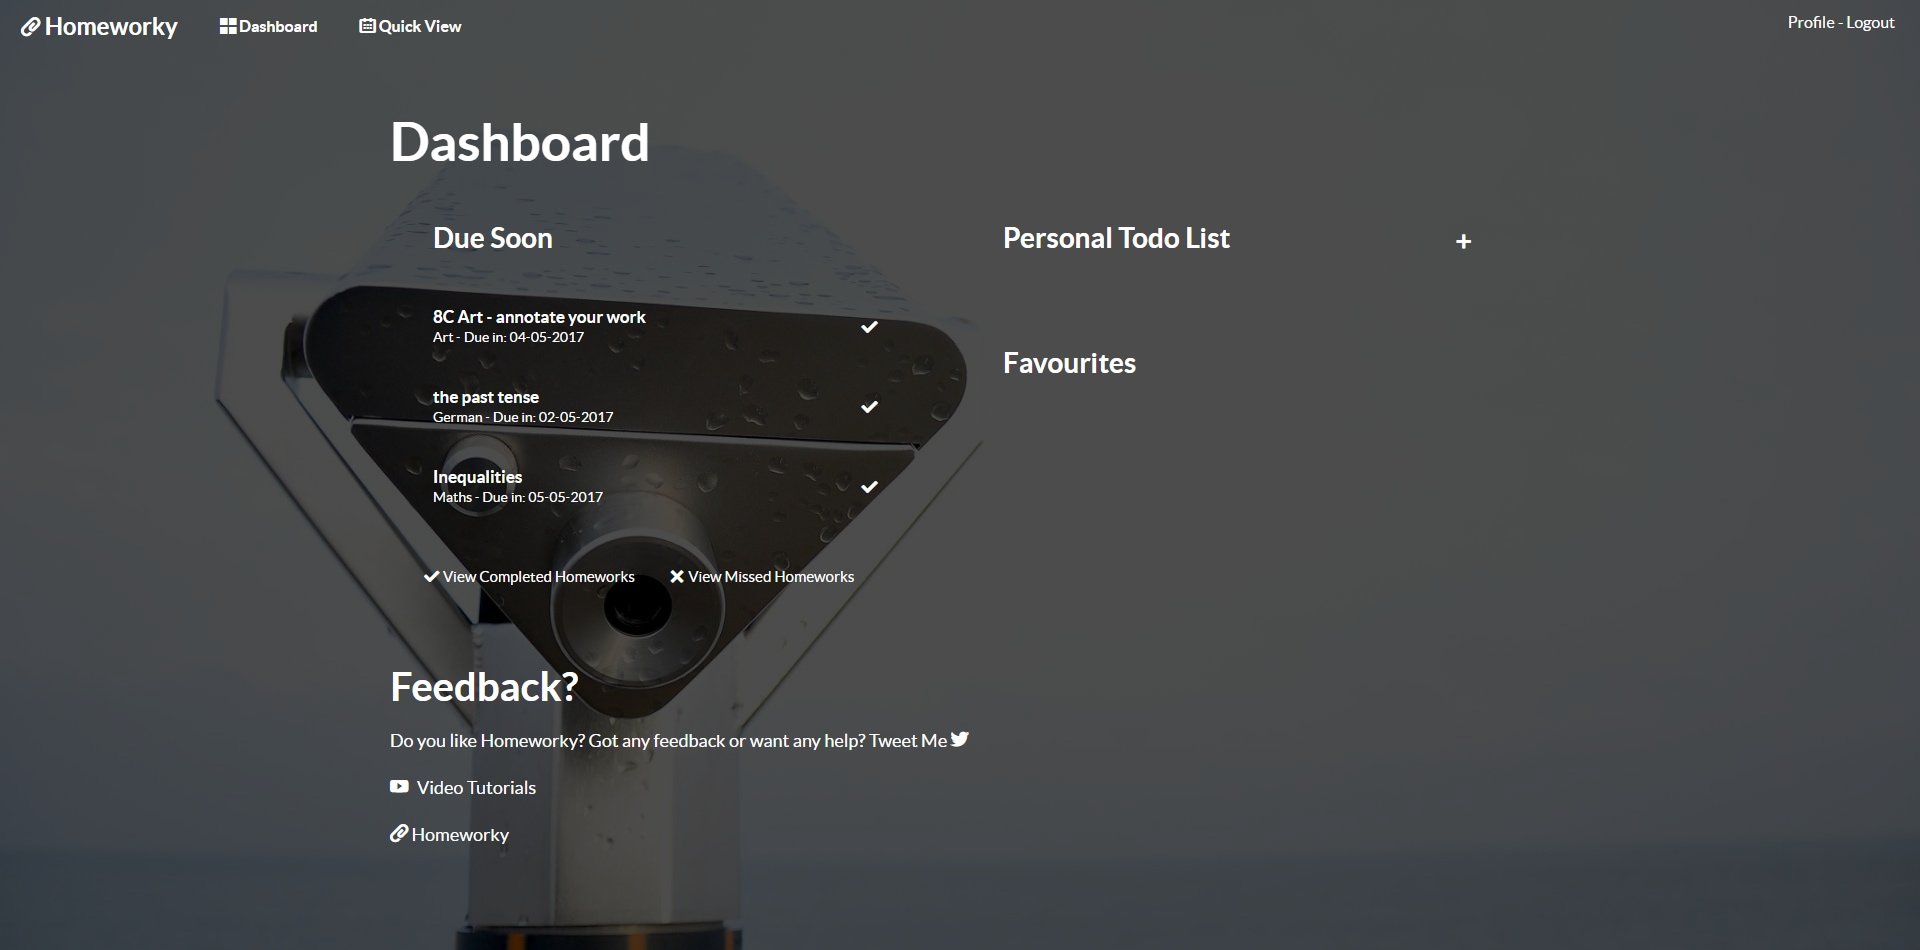 Homeworky
Dashboard
Quick View
Profile - Logout
Dashboard
Due Soon
8C Art - annotate your work
Art - Due in: 04-05-2017
the past tense
German - Due in: 02-05-2017
Inequalities
Maths - Due in: 05-05-2017
View Completed Homeworks
View Missed Homeworks
Personal Todo List
+
Favourites
Feedback?
Do you like Homeworky? Got any feedback or want any help? Tweet Me
Video Tutorials
Homeworky